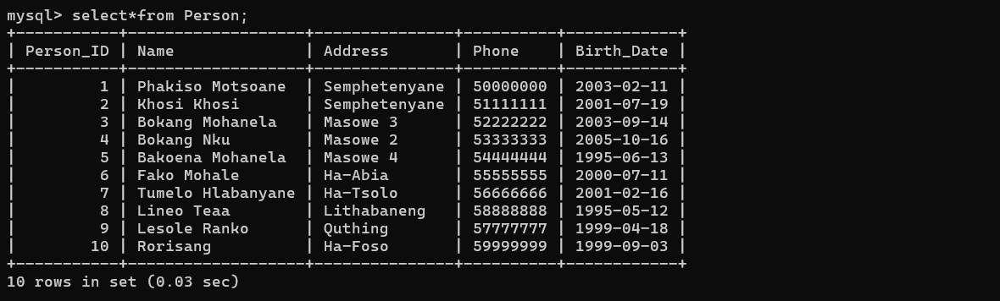 mysql> select*from Person;
+-----------+------------------+---------------+----------+------------+
| Person_ID | Name             | Address       | Phone    | Birth_Date |
+-----------+------------------+---------------+----------+------------+
|         1 | Phakiso Motsoane  | Semphetenyane | 50000000 | 2003-02-11 |
|         2 | Khosi Khosi       | Semphetenyane | 51111111 | 2001-07-19 |
|         3 | Bokang Mohanela   | Masowe 3      | 52222222 | 2003-09-14 |
|         4 | Bokang Nku        | Masowe 2      | 53333333 | 2005-10-16 |
|         5 | Bakoena Mohanela  | Masowe 4      | 54444444 | 1995-06-13 |
|         6 | Fako Mohale       | Ha-Abia       | 55555555 | 2000-07-11 |
|         7 | Tumelo Hlabanyane | Ha-Tsolo      | 56666666 | 2001-02-16 |
|         8 | Lineo Teaa        | Lithabaneng   | 58888888 | 1995-05-12 |
|         9 | Lesole Ranko      | Quthing       | 57777777 | 1999-04-18 |
|        10 | Rorisang          | Ha-Foso       | 59999999 | 1999-09-03 |
+-----------+-------------------+---------------+----------+------------+
10 rows in set (0.03 sec)